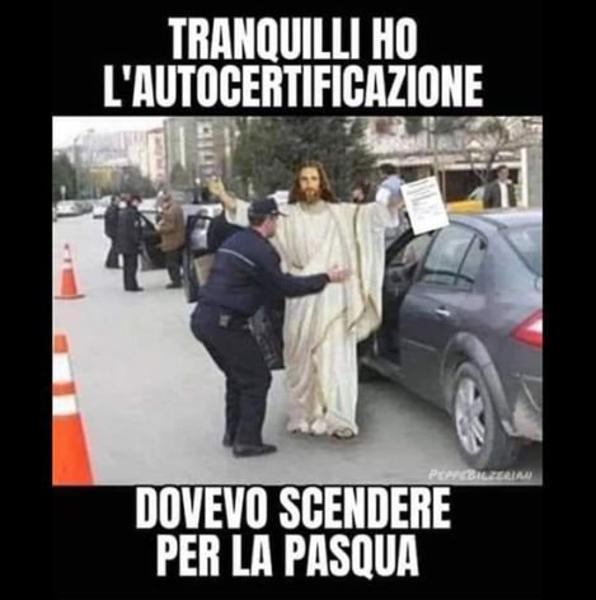 TRANQUILLI HO
L'AUTOCERTIFICAZIONE
PEPPEBILZERIAN
DOVEVO SCENDERE
PER LA PASQUA